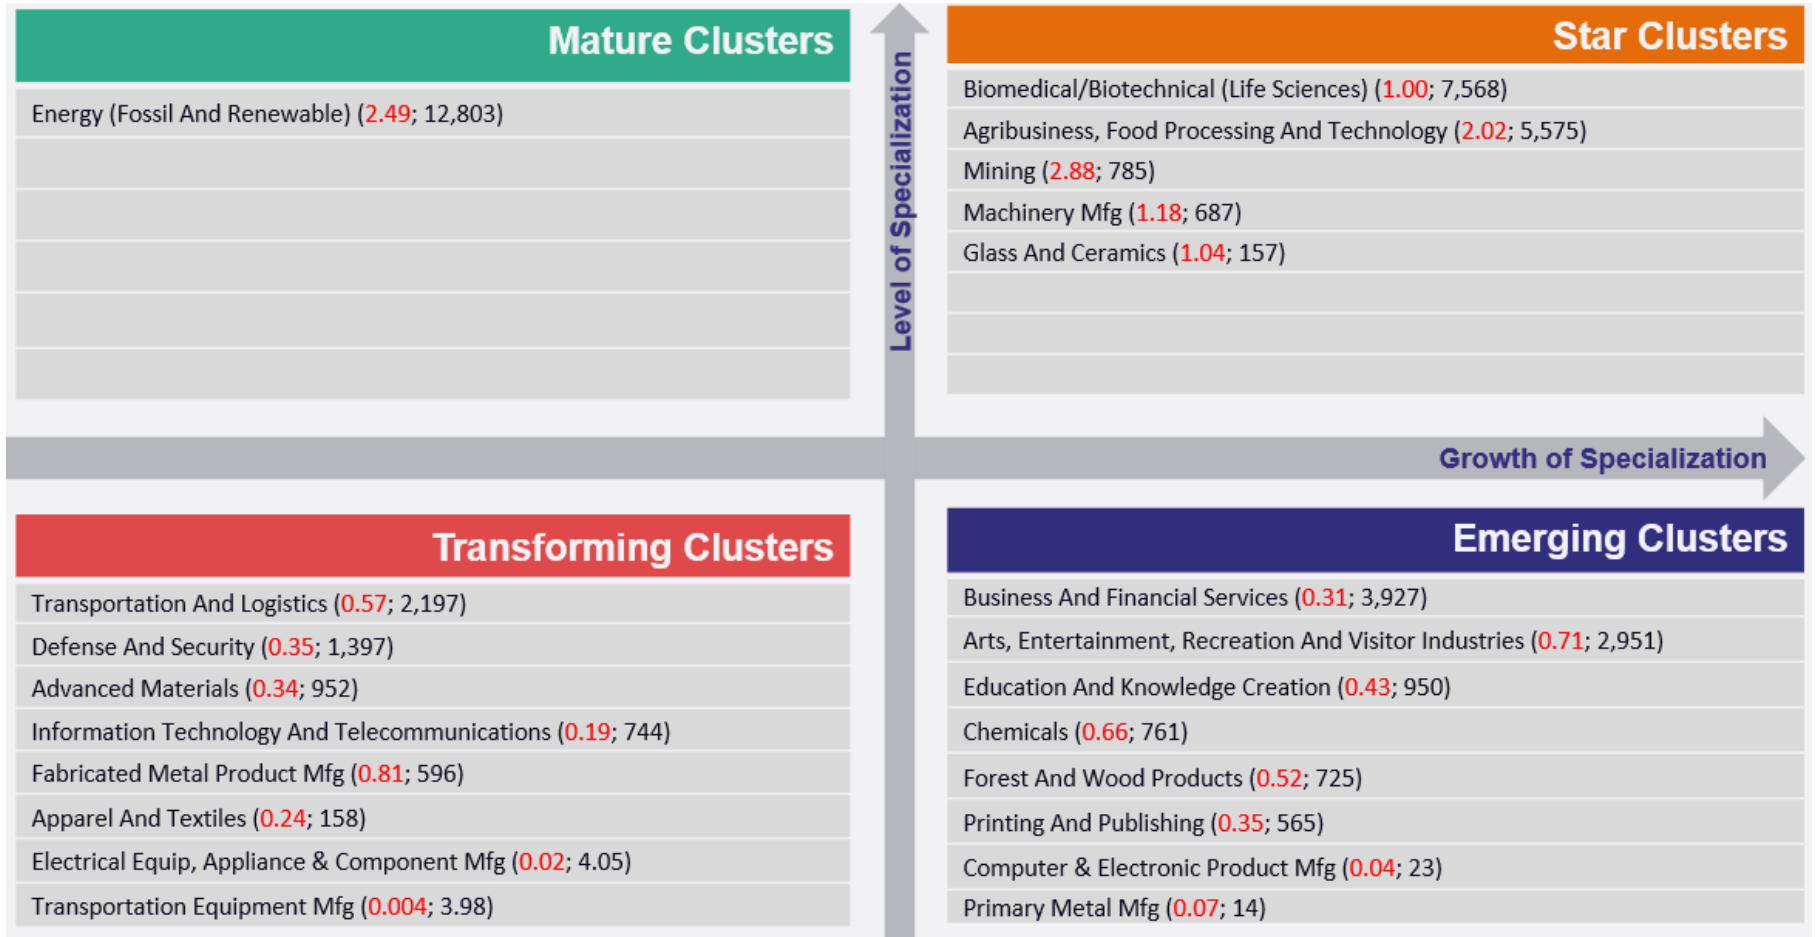 Mature Clusters
Energy (Fossil And Renewable) (2.49; 12,803)
Level of Specialization
Star Clusters
Biomedical/Biotechnical (Life Sciences) (1.00; 7,568)
Agribusiness, Food Processing And Technology (2.02; 5,575)
Mining (2.88; 785)
Machinery Mfg (1.18; 687)
Glass And Ceramics (1.04; 157)
Growth of Specialization
Transforming Clusters
Transportation And Logistics (0.57; 2,197)
Defense And Security (0.35; 1,397)
Advanced Materials (0.34; 952)
Information Technology And Telecommunications (0.19; 744)
Fabricated Metal Product Mfg (0.81; 596)
Apparel And Textiles (0.24; 158)
Electrical Equip, Appliance & Component Mfg (0.02; 4.05)
Transportation Equipment Mfg (0.004; 3.98)
Emerging Clusters
Business And Financial Services (0.31; 3,927)
Arts, Entertainment, Recreation And Visitor Industries (0.71; 2,951)
Education And Knowledge Creation (0.43; 950)
Chemicals (0.66; 761)
Forest And Wood Products (0.52; 725)
Printing And Publishing (0.35; 565)
Computer & Electronic Product Mfg (0.04; 23)
Primary Metal Mfg (0.07; 14)